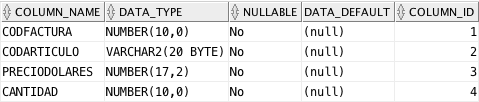 COLUMN_NAME DATA_TYPE NULLABLE DATA_DEFAULT COLUMN_ID
CODFACTURA NUMBER(10,0) No (null) 1
CODARTICULO VARCHAR2(20 BYTE) No (null) 2
PRECIODOLARES NUMBER(17,2) No (null) 3
CANTIDAD NUMBER(10,0) No (null) 4